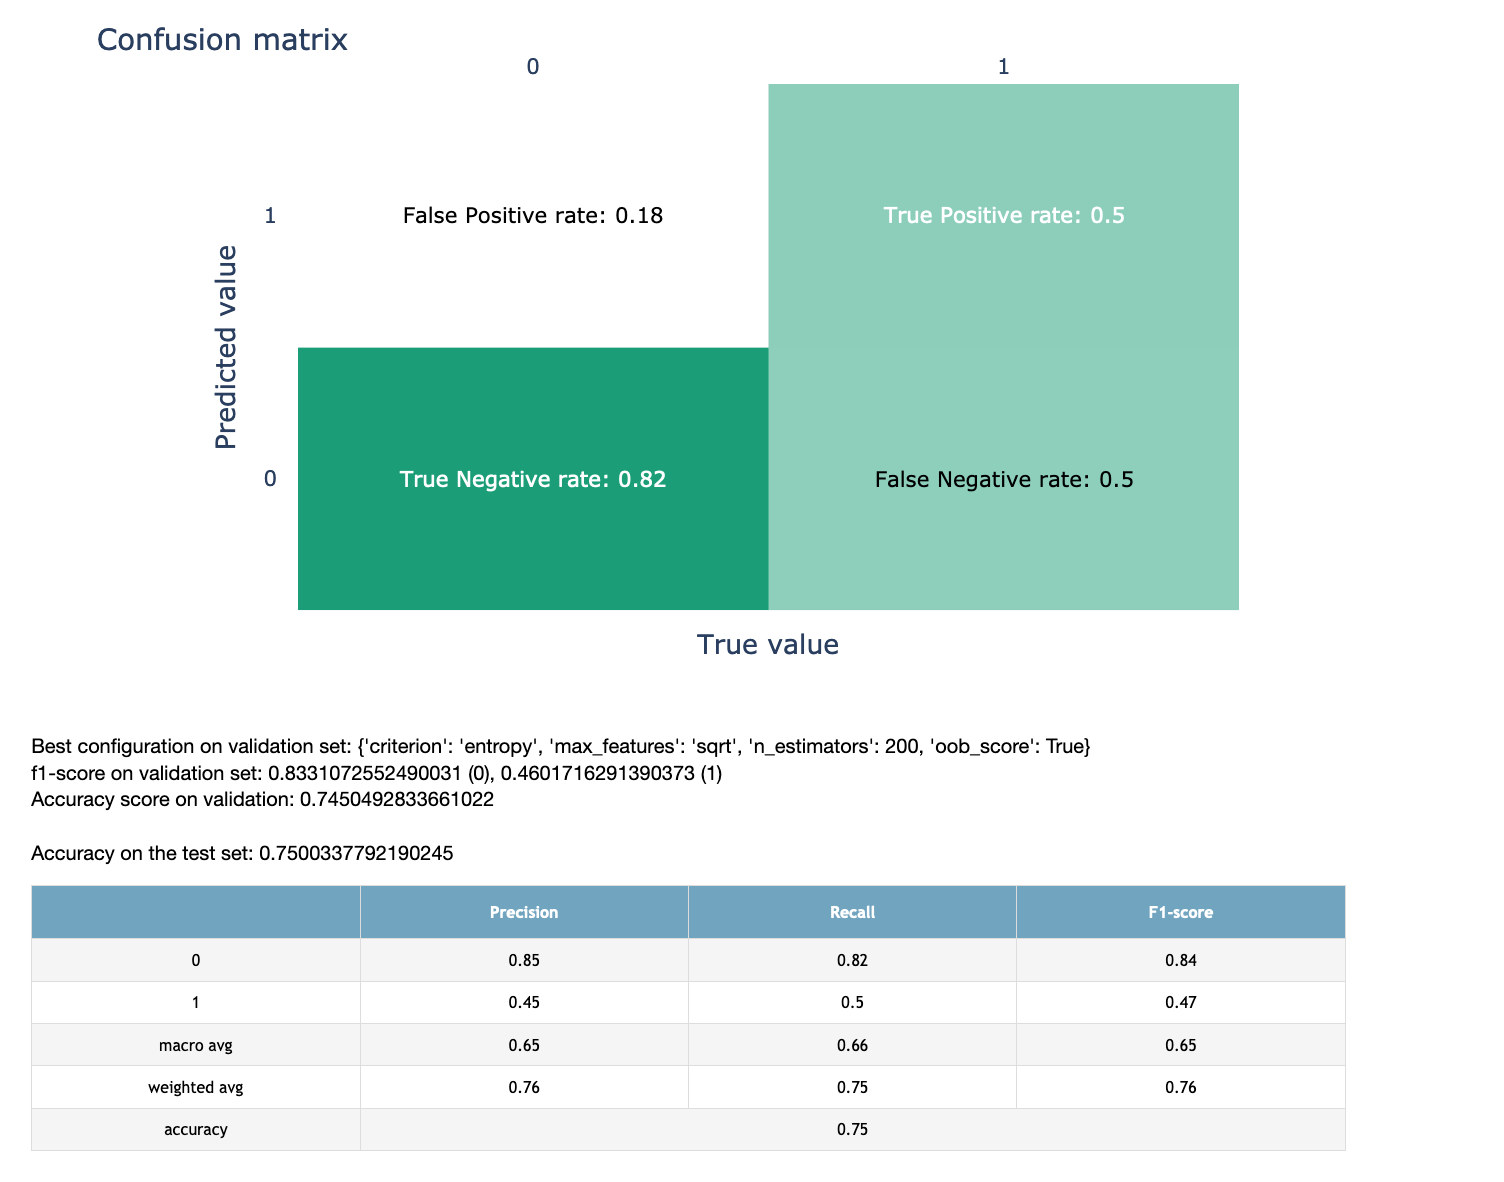 Confusion matrix
0 1
1
False Positive rate: 0.18
True Positive rate: 0.5
Predicted value
0
True Negative rate: 0.82
False Negative rate: 0.5
True value
Best configuration on validation set: {'criterion': 'entropy', 'max_features': 'sqrt', 'n_estimators': 200, 'oob_score': True}
f1-score on validation set: 0.8331072552490031 (0), 0.4601716291390373 (1)
Accuracy score on validation: 0.7450492833661022
Accuracy on the test set: 0.7500337792190245
Precision Recall F1-score
0 0.85 0.82 0.84
1 0.45 0.5 0.47
macro avg 0.65 0.66 0.65
weighted avg 0.76 0.75 0.76
accuracy 0.75